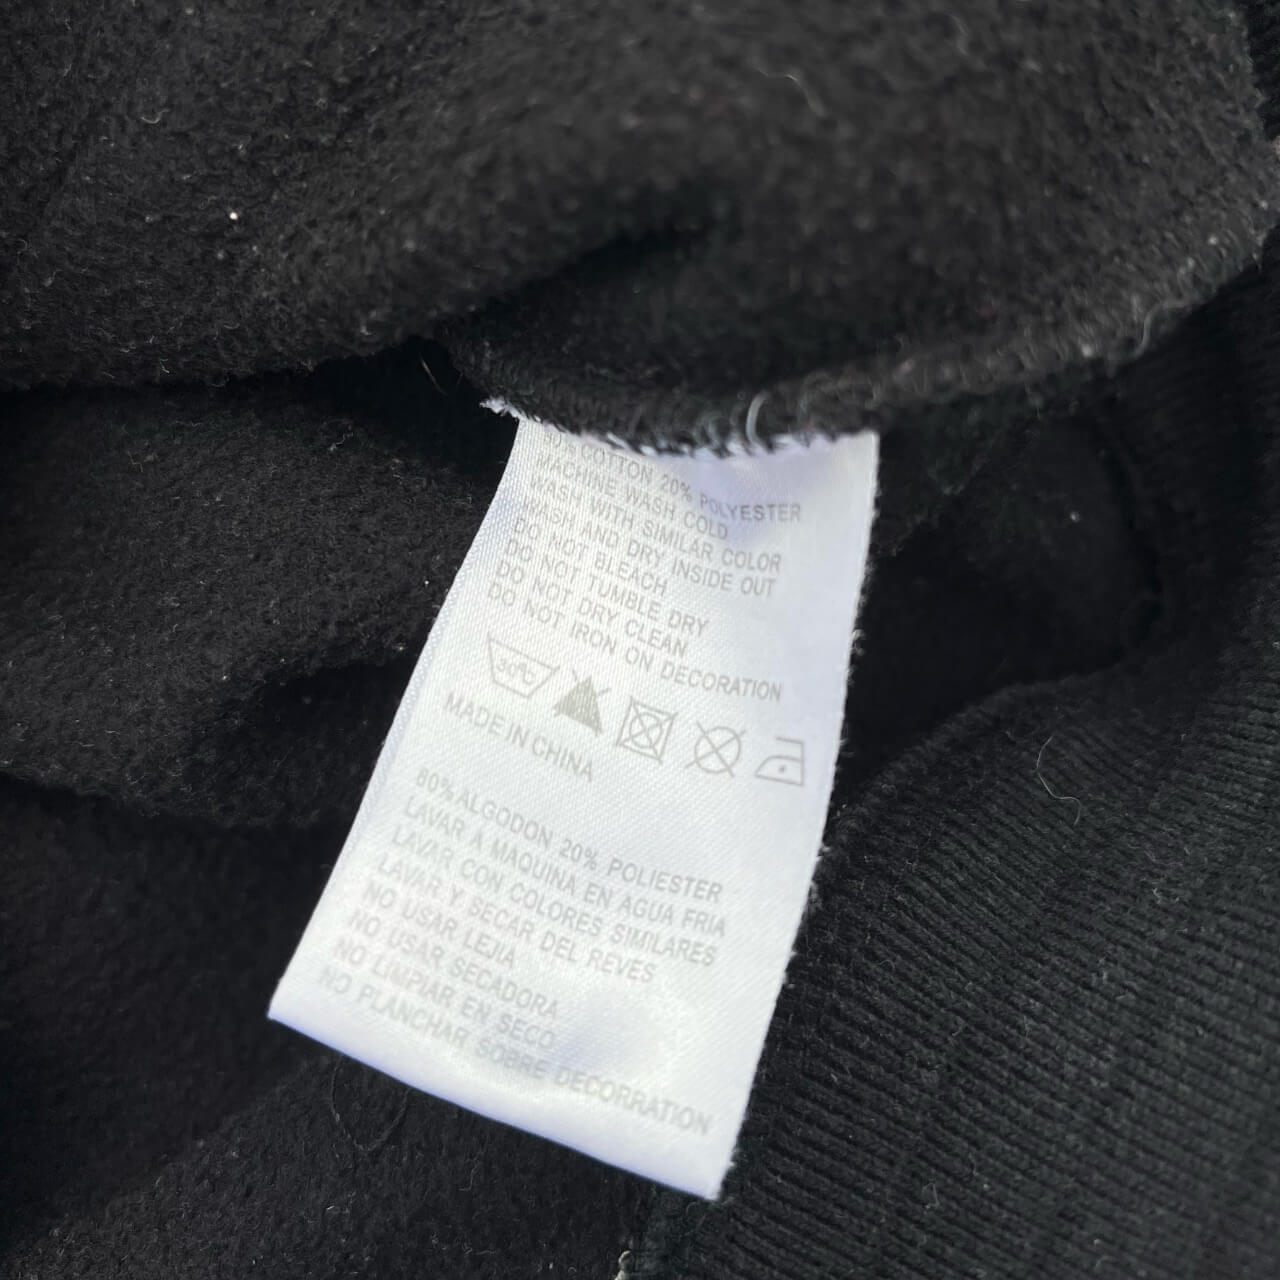 80% COTTON 20% POLYESTER
MACHINE WASH COLD
WASH WITH SIMILAR COLOR
WASH AND DRY INSIDE OUT
DO NOT BLEACH
DO NOT TUMBLE DRY
DO NOT DRY CLEAN
DO NOT IRON ON DECORATION
30°C
MADE IN CHINA
80% ALGODON 20% POLIESTER
LAVAR A MAQUINA EN AGUA FRIA
LAVAR CON COLORES SIMILARES
LAVAR Y SECAR DEL REVÉS
NO USAR LEJIA
NO USAR SECADORA
NO LIMPIAR EN SECO
NO PLANCHAR SOBRE DECORRATION